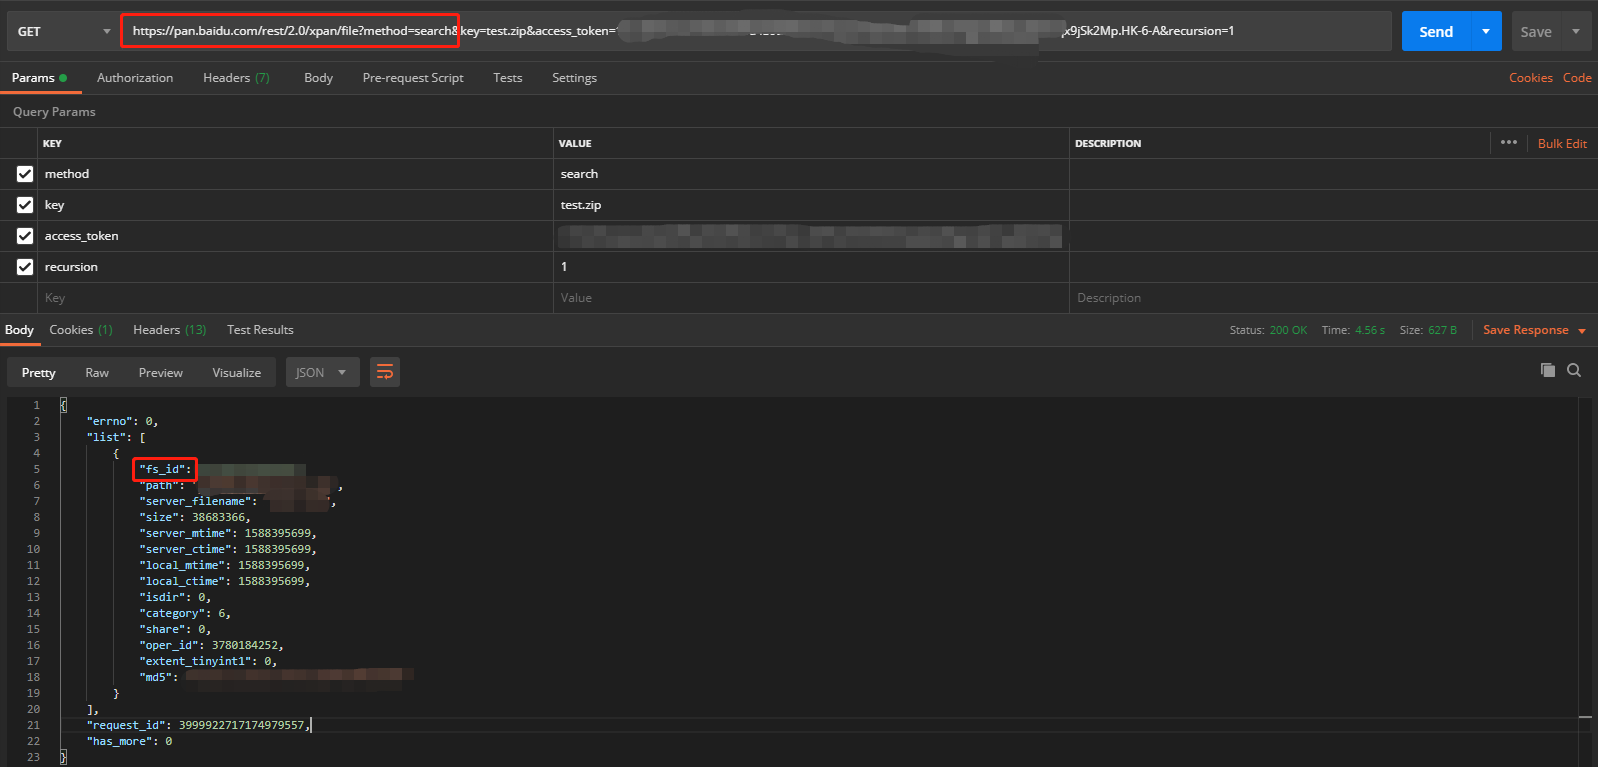 GET https://pan.baidu.com/rest/2.0/xpan/file?method=search&key=test.zip&access_token= x9jSk2Mp.HK-6-A&recursion=1 Send Save
Params Authorization Headers (7) Body Pre-request Script Tests Settings Cookies Code
Query Params
KEY VALUE DESCRIPTION ••• Bulk Edit
method search
key test.zip
access_token
recursion 1
Key Value Description
Body Cookies (1) Headers (13) Test Results Status: 200 OK Time: 4.56 s Size: 627 B Save Response
Pretty Raw Preview Visualize JSON
1 {
2 "errno": 0,
3 "list": [
4 {
5 "fs_id":
6 "path": ,
7 "server_filename": ",
8 "size": 38683366,
9 "server_mtime": 1588395699,
10 "server_ctime": 1588395699,
11 "local_mtime": 1588395699,
12 "local_ctime": 1588395699,
13 "isdir": 0,
14 "category": 6,
15 "share": 0,
16 "oper_id": 3780184252,
17 "extent_tinyint1": 0,
18 "md5":
19 }
20 ],
21 "request_id": 3999922717174979557,
22 "has_more": 0
23 }